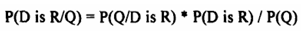 P(D is R/Q) = P(Q/D is R) * P(D is R) / P(Q)